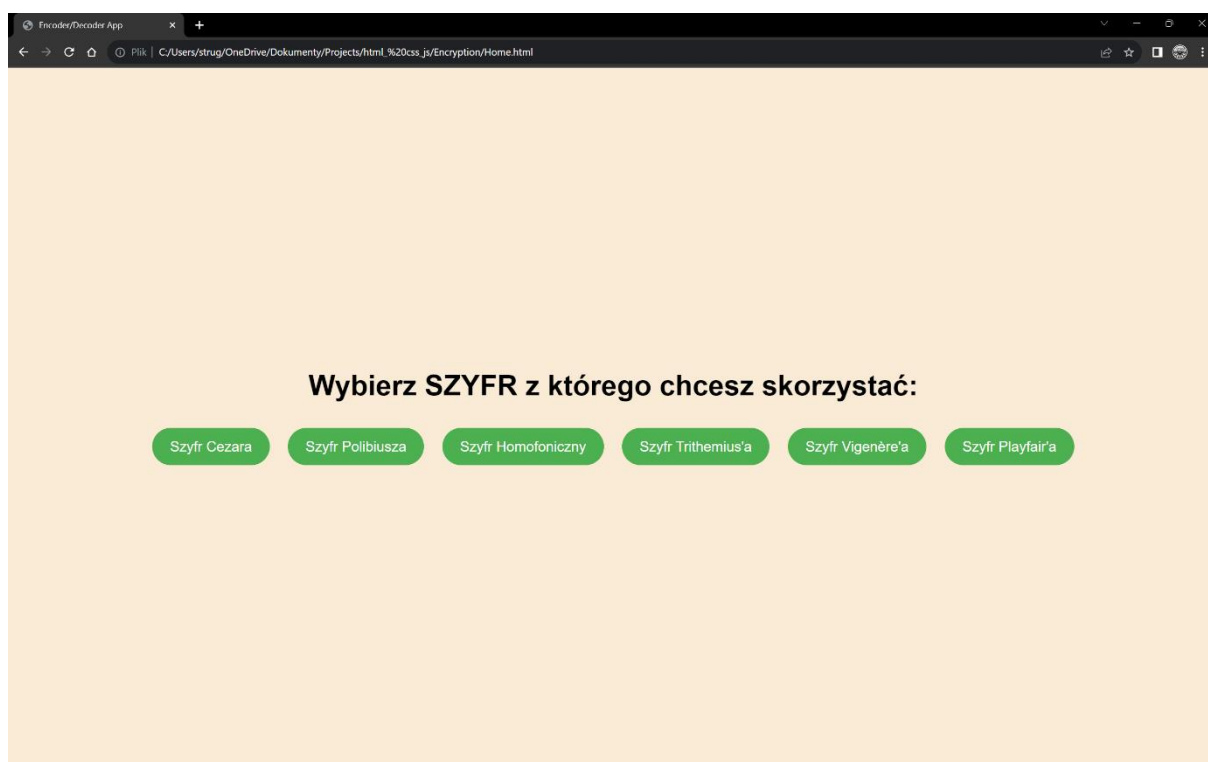 Encoder/Decoder App
Plik | C:/Users/strug/OneDrive/Dokumenty/Projects/html_%20css_js/Encryption/Home.html
Wybierz SZYFR z którego chcesz skorzystać:
Szyfr Cezara Szyfr Polibiusza Szyfr Homofoniczny Szyfr Trithemius'a Szyfr Vigenère'a Szyfr Playfair'a